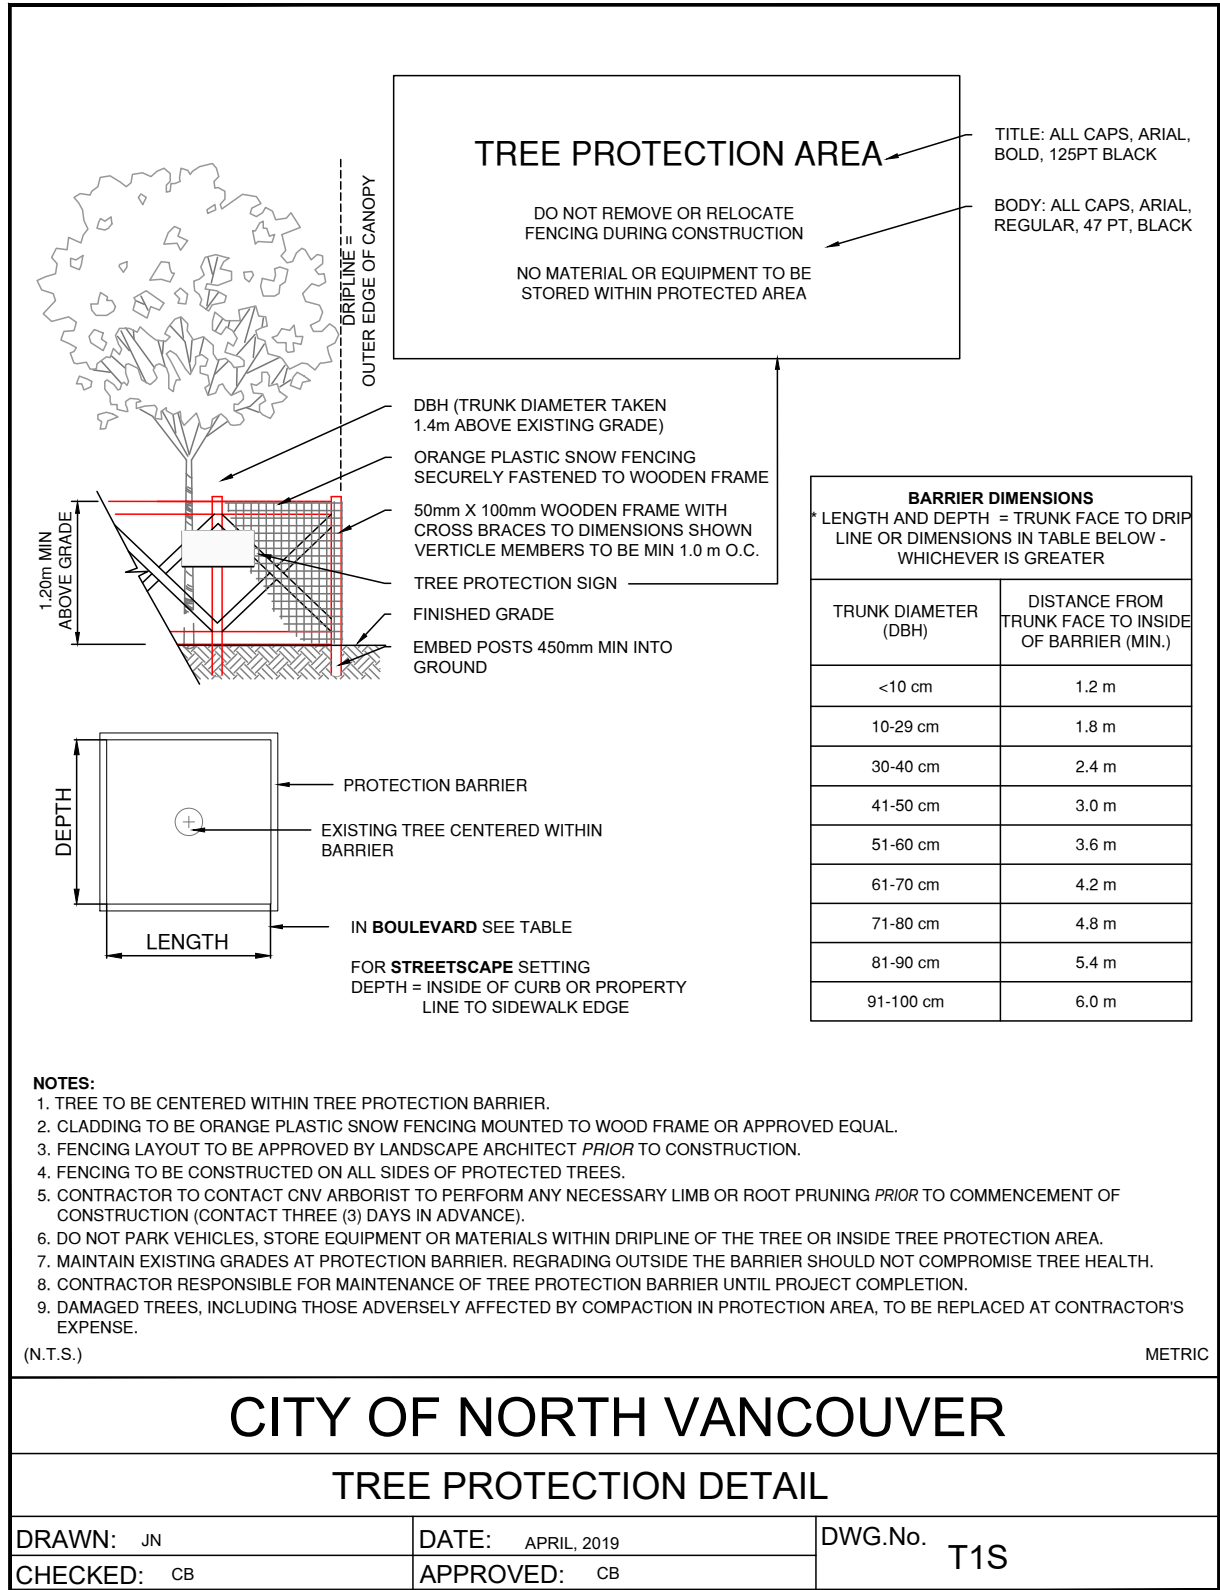 TREE PROTECTION AREA
DO NOT REMOVE OR RELOCATE
FENCING DURING CONSTRUCTION
NO MATERIAL OR EQUIPMENT TO BE
STORED WITHIN PROTECTED AREA
TITLE: ALL CAPS, ARIAL,
BOLD, 125PT BLACK
BODY: ALL CAPS, ARIAL,
REGULAR, 47 PT, BLACK
DRIPLINE =
OUTER EDGE OF CANOPY
DBH (TRUNK DIAMETER TAKEN
1.4m ABOVE EXISTING GRADE)
ORANGE PLASTIC SNOW FENCING
SECURELY FASTENED TO WOODEN FRAME
50mm X 100mm WOODEN FRAME WITH
CROSS BRACES TO DIMENSIONS SHOWN
VERTICLE MEMBERS TO BE MIN 1.0 m O.C.
TREE PROTECTION SIGN
FINISHED GRADE
EMBED POSTS 450mm MIN INTO
GROUND
1.20m MIN
ABOVE GRADE
BARRIER DIMENSIONS
* LENGTH AND DEPTH = TRUNK FACE TO DRIP
LINE OR DIMENSIONS IN TABLE BELOW -
WHICHEVER IS GREATER
TRUNK DIAMETER
(DBH)
DISTANCE FROM
TRUNK FACE TO INSIDE
OF BARRIER (MIN.)
<10 cm 1.2 m
10-29 cm 1.8 m
30-40 cm 2.4 m
41-50 cm 3.0 m
51-60 cm 3.6 m
61-70 cm 4.2 m
71-80 cm 4.8 m
81-90 cm 5.4 m
91-100 cm 6.0 m
DEPTH
LENGTH
PROTECTION BARRIER
EXISTING TREE CENTERED WITHIN
BARRIER
IN BOULEVARD SEE TABLE
FOR STREETSCAPE SETTING
DEPTH = INSIDE OF CURB OR PROPERTY
LINE TO SIDEWALK EDGE
NOTES:
1. TREE TO BE CENTERED WITHIN TREE PROTECTION BARRIER.
2. CLADDING TO BE ORANGE PLASTIC SNOW FENCING MOUNTED TO WOOD FRAME OR APPROVED EQUAL.
3. FENCING LAYOUT TO BE APPROVED BY LANDSCAPE ARCHITECT PRIOR TO CONSTRUCTION.
4. FENCING TO BE CONSTRUCTED ON ALL SIDES OF PROTECTED TREES.
5. CONTRACTOR TO CONTACT CNV ARBORIST TO PERFORM ANY NECESSARY LIMB OR ROOT PRUNING PRIOR TO COMMENCEMENT OF
CONSTRUCTION (CONTACT THREE (3) DAYS IN ADVANCE).
6. DO NOT PARK VEHICLES, STORE EQUIPMENT OR MATERIALS WITHIN DRIPLINE OF THE TREE OR INSIDE TREE PROTECTION AREA.
7. MAINTAIN EXISTING GRADES AT PROTECTION BARRIER. REGRADING OUTSIDE THE BARRIER SHOULD NOT COMPROMISE TREE HEALTH.
8. CONTRACTOR RESPONSIBLE FOR MAINTENANCE OF TREE PROTECTION BARRIER UNTIL PROJECT COMPLETION.
9. DAMAGED TREES, INCLUDING THOSE ADVERSELY AFFECTED BY COMPACTION IN PROTECTION AREA, TO BE REPLACED AT CONTRACTOR'S
EXPENSE.
(N.T.S.) METRIC
CITY OF NORTH VANCOUVER
TREE PROTECTION DETAIL
DRAWN: JN DATE: APRIL, 2019 DWG.No. T1S
CHECKED: CB APPROVED: CB